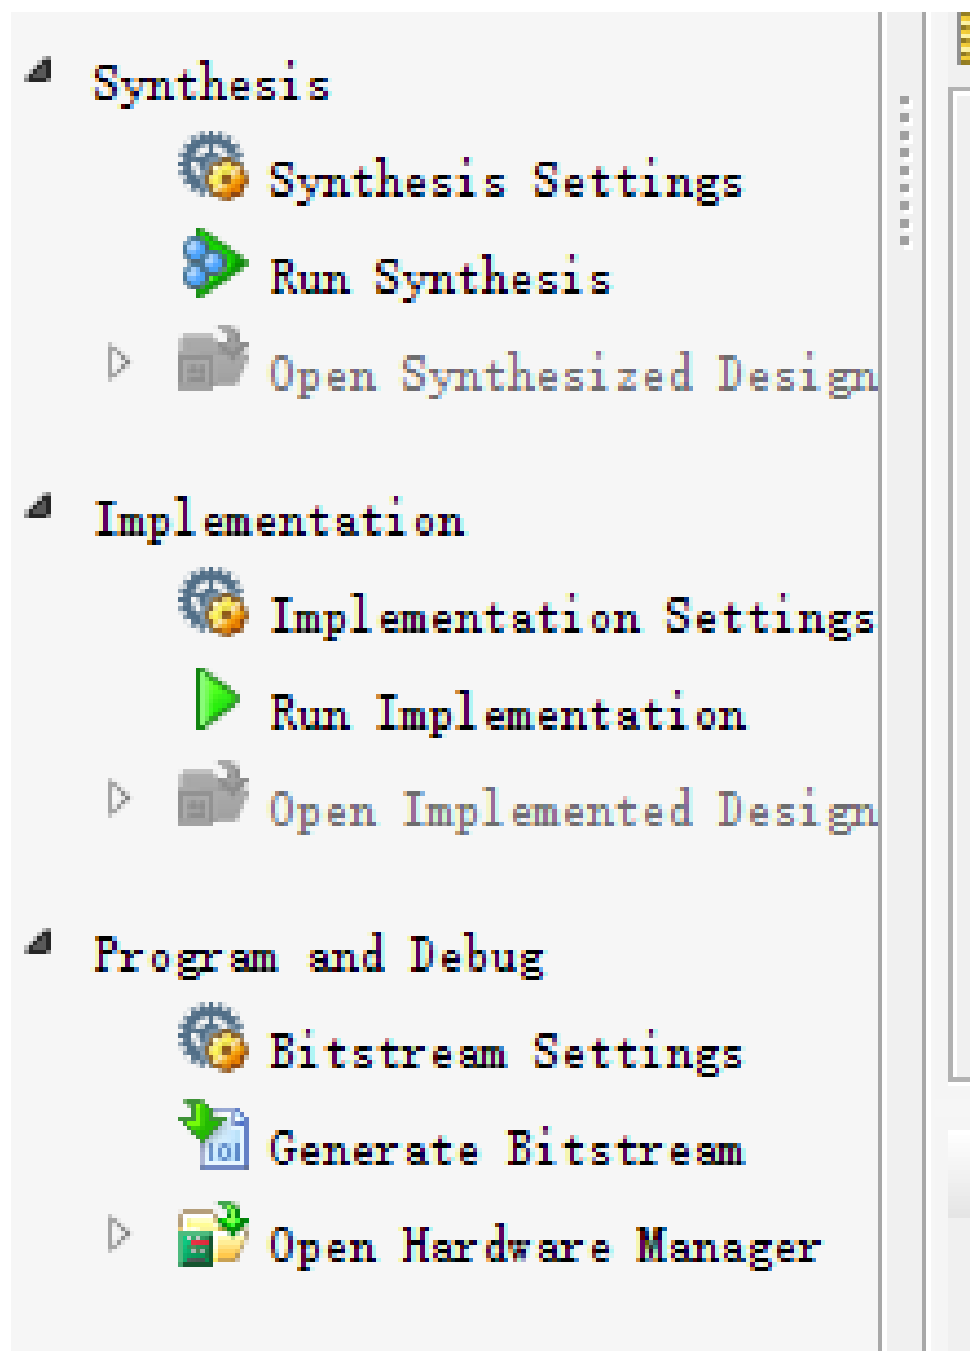 Synthesis
Synthesis Settings
Run Synthesis
Open Synthesized Design
Implementation
Implementation Settings
Run Implementation
Open Implemented Design
Program and Debug
Bitstream Settings
Generate Bitstream
Open Hardware Manager